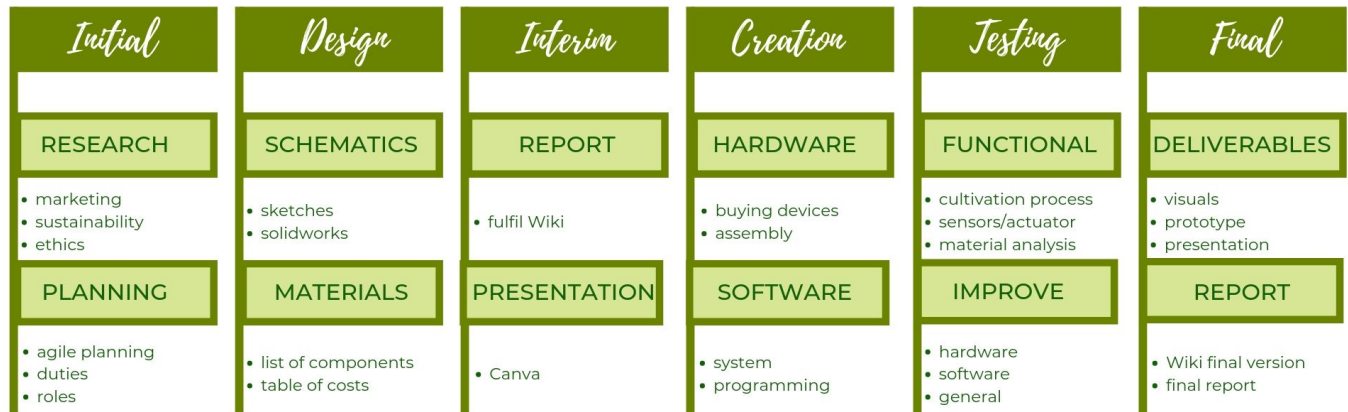 Initial
RESEARCH
marketing
sustainability
ethics
PLANNING
agile planning
duties
roles
Design
SCHEMATICS
sketches
solidworks
MATERIALS
list of components
table of costs
Interim
REPORT
fulfil Wiki
PRESENTATION
Canva
Creation
HARDWARE
buying devices
assembly
SOFTWARE
system
programming
Testing
FUNCTIONAL
cultivation process
sensors/actuator
material analysis
IMPROVE
hardware
software
general
Final
DELIVERABLES
visuals
prototype
presentation
REPORT
Wiki final version
final report